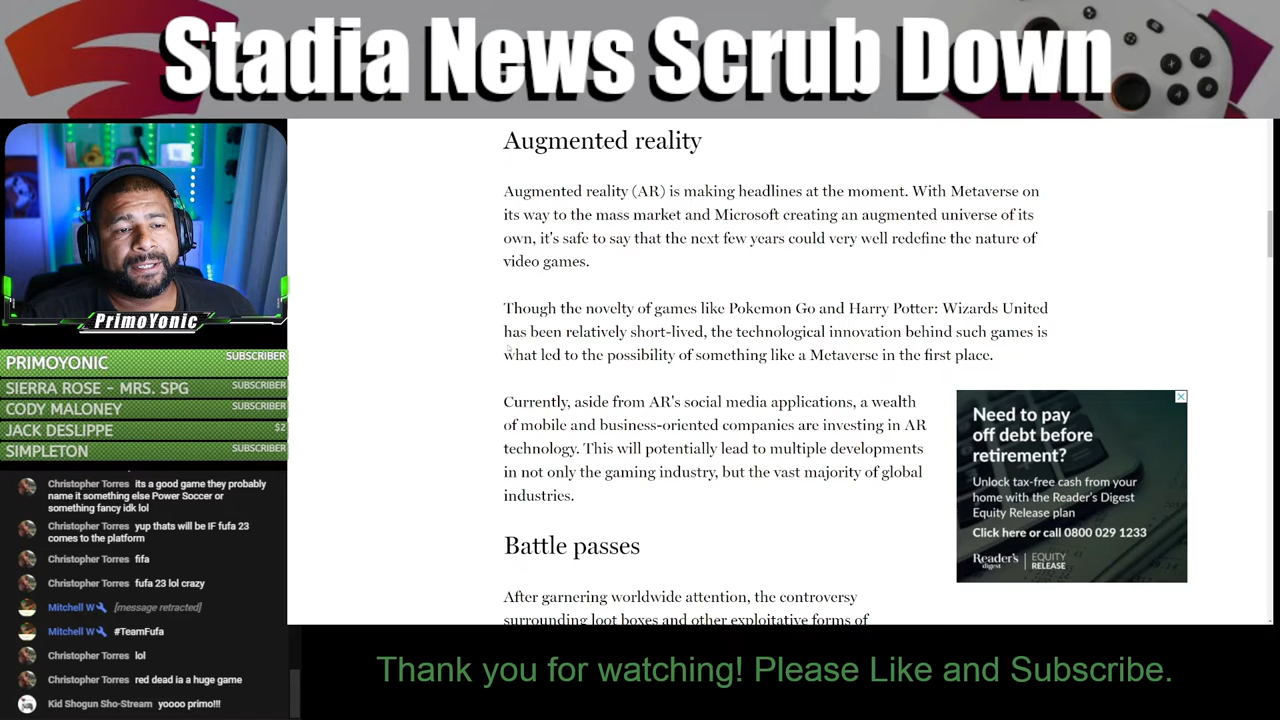 Stadia News Scrub Down
PrimoYonic
PRIMOYONIC SUBSCRIBER
SIERRA ROSE - MRS. SPG SUBSCRIBER
CODY MALONEY SUBSCRIBER
JACK DESLIPPE $2
SIMPLETON SUBSCRIBER
Christopher Torres its a good game they probably
name it something else Power Soccer or
something fancy idk lol
Christopher Torres yup thats will be IF fufa 23
comes to the platform
Christopher Torres fifa
Christopher Torres fufa 23 lol crazy
Mitchell W [message retracted]
Mitchell W #TeamFufa
Christopher Torres lol
Christopher Torres red dead ia a huge game
Kid Shogun Sho-Stream yoooo primo!!!
Augmented reality
Augmented reality (AR) is making headlines at the moment. With Metaverse on
its way to the mass market and Microsoft creating an augmented universe of its
own, it's safe to say that the next few years could very well redefine the nature of
video games.
Though the novelty of games like Pokemon Go and Harry Potter: Wizards United
has been relatively short-lived, the technological innovation behind such games is
what led to the possibility of something like a Metaverse in the first place.
Currently, aside from AR's social media applications, a wealth
of mobile and business-oriented companies are investing in AR
technology. This will potentially lead to multiple developments
in not only the gaming industry, but the vast majority of global
industries.
Battle passes
After garnering worldwide attention, the controversy
surrounding loot boxes and other exploitative forms of
Need to pay
off debt before
retirement?
Unlock tax-free cash from your
home with the Reader's Digest
Equity Release plan
Click here or call 0800 029 1233
Reader's digest EQUITY
RELEASE
Thank you for watching! Please Like and Subscribe.